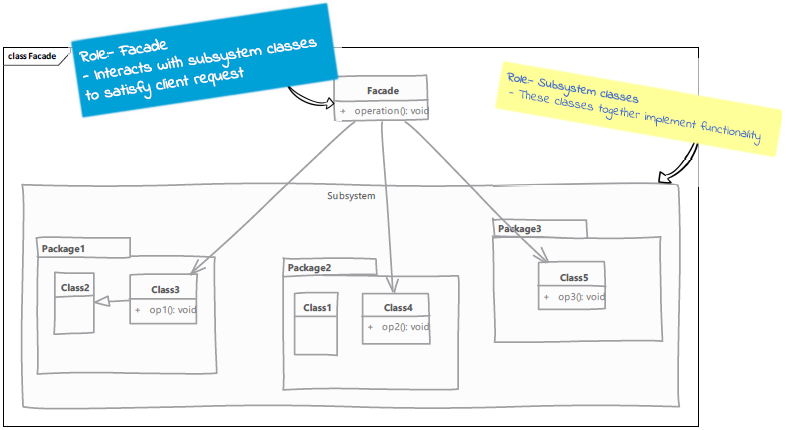 class Facade
Role:- Facade
- Interacts with subsystem classes
to satisfy client request
Facade
+ operation(): void
Role:- Subsystem classes
- These classes together implement functionality
Subsystem
Package1
Class2
Class3
+ op1(): void
Package2
Class1
Class4
+ op2(): void
Package3
Class5
+ op3(): void